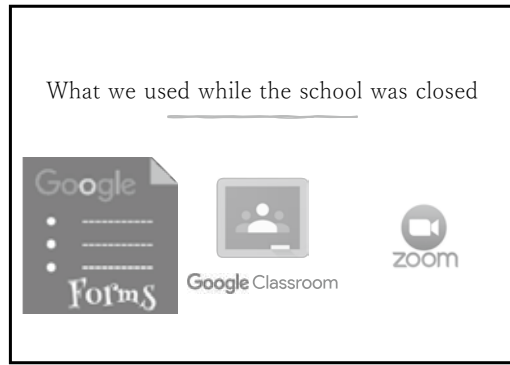 What we used while the school was closed
Google
Forms
Google Classroom
zoom